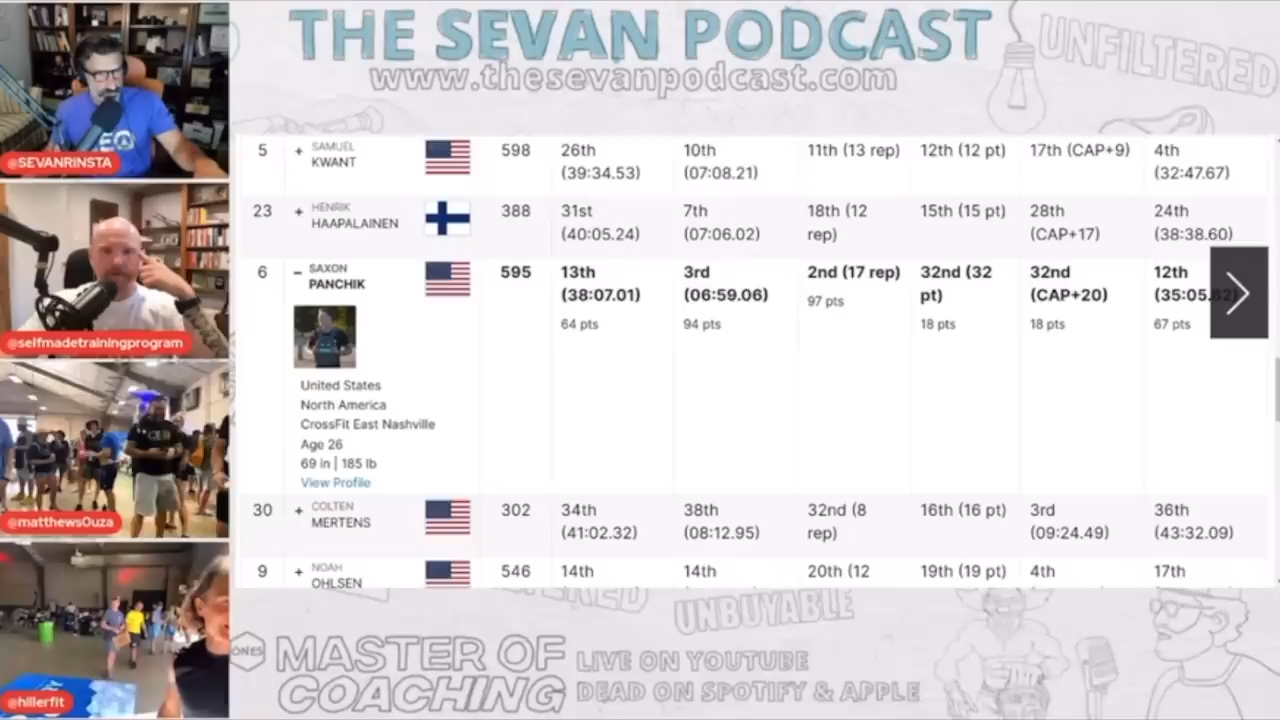 THE SEVAN PODCAST
www.thesevanpodcast.com
UNFILTERED
@SEVANRINSTA
@selfmadetrainingprogram
@matthews0uza
@hillerfit
5 + SAMUEL KWANT 598 26th (39:34.53) 10th (07:08.21) 11th (13 rep) 12th (12 pt) 17th (CAP+9) 4th (32:47.67)
23 + HENRIK HAAPALAINEN 388 31st (40:05.24) 7th (07:06.02) 18th (12 rep) 15th (15 pt) 28th (CAP+17) 24th (38:38.60)
6 – SAXON PANCHIK 595 13th (38:07.01) 3rd (06:59.06) 2nd (17 rep) 32nd (32 pt) 32nd (CAP+20) 12th (35:05.
64 pts 94 pts 97 pts 18 pts 18 pts 67 pts
United States
North America
CrossFit East Nashville
Age 26
69 in | 185 lb
View Profile
30 + COLTEN MERTENS 302 34th (41:02.32) 38th (08:12.95) 32nd (8 rep) 16th (16 pt) 3rd (09:24.49) 36th (43:32.09)
9 + NOAH OHLSEN 546 14th 14th 20th (12 19th (19 pt) 4th 17th
UNBUYABLE
MASTER OF
COACHING
LIVE ON YOUTUBE
DEAD ON SPOTIFY & APPLE